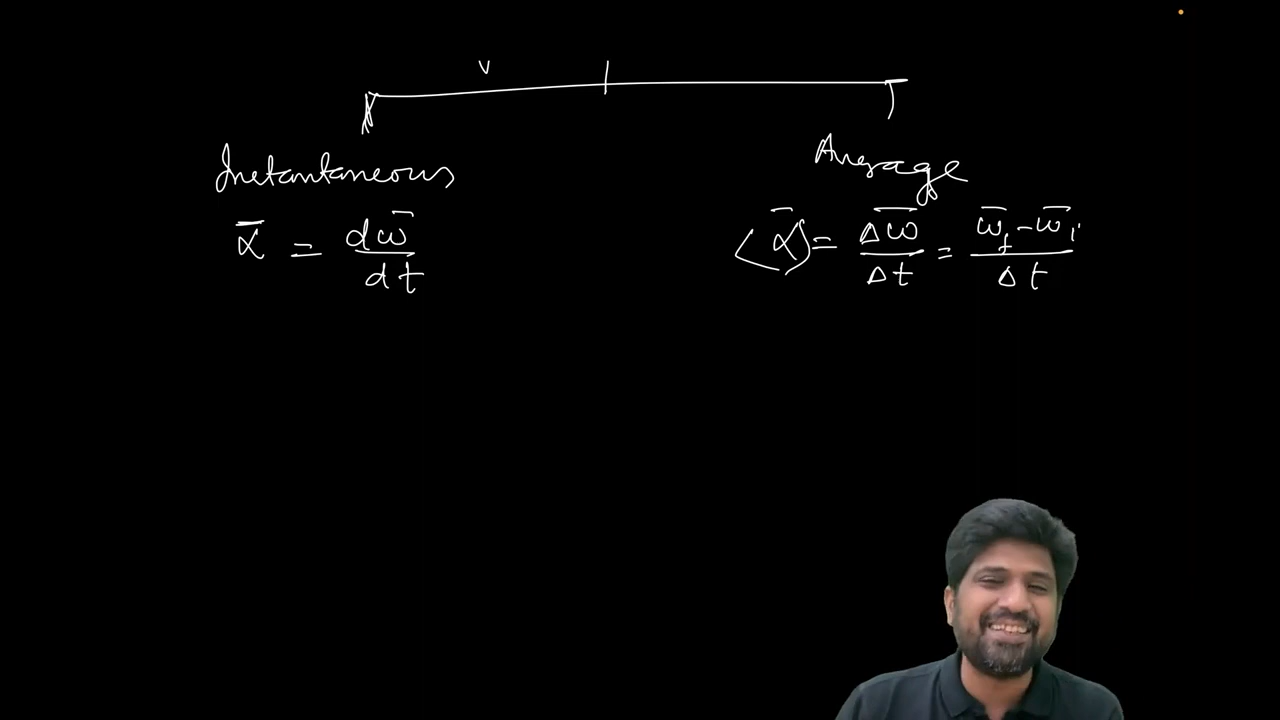 v
Instantaneous
Average
ᾱ = dω̄/dt
⟨ᾱ⟩ = Δω̄/Δt = ω̄f - ω̄i/Δt